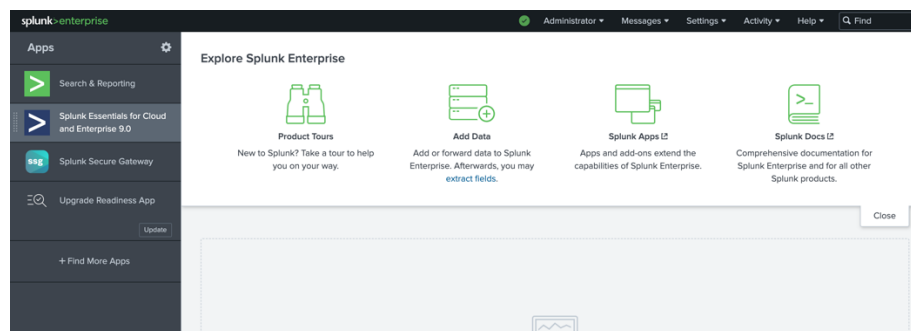 splunk>enterprise
Administrator Messages Settings Activity Help Find
Apps
Search & Reporting
Splunk Essentials for Cloud
and Enterprise 9.0
ssg Splunk Secure Gateway
Upgrade Readiness App
Update
+ Find More Apps
Explore Splunk Enterprise
Product Tours
New to Splunk? Take a tour to help
you on your way.
Add Data
Add or forward data to Splunk
Enterprise. Afterwards, you may
extract fields.
Splunk Apps
Apps and add-ons extend the
capabilities of Splunk Enterprise.
Splunk Docs
Comprehensive documentation for
Splunk Enterprise and for all other
Splunk products.
Close